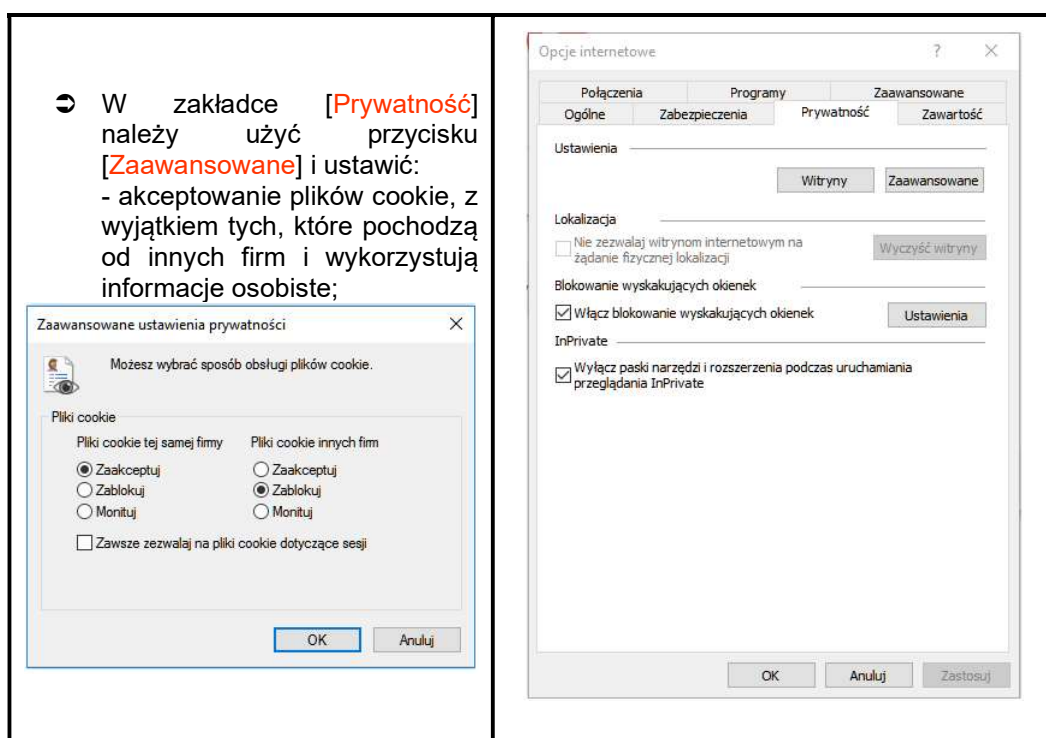 ➲ W zakładce [Prywatność]
należy użyć przycisku
[Zaawansowane] i ustawić:
- akceptowanie plików cookie, z
wyjątkiem tych, które pochodzą
od innych firm i wykorzystują
informacje osobiste;
Zaawansowane ustawienia prywatności
Możesz wybrać sposób obsługi plików cookie.
Pliki cookie
Pliki cookie tej samej firmy Pliki cookie innych firm
Zaakceptuj Zaakceptuj
Zablokuj Zablokuj
Monituj Monituj
Zawsze zezwalaj na pliki cookie dotyczące sesji
OK Anuluj
Opcje internetowe ?
Połączenia Programy Zaawansowane
Ogólne Zabezpieczenia Prywatność Zawartość
Ustawienia
Witryny Zaawansowane
Lokalizacja
Nie zezwalaj witrynom internetowym na
żądanie fizycznej lokalizacji
Wyczyść witryny
Blokowanie wyskakujących okienek
Włącz blokowanie wyskakujących okienek Ustawienia
InPrivate
Wyłącz paski narzędzi i rozszerzenia podczas uruchamiania
przeglądania InPrivate
OK Anuluj Zastosuj